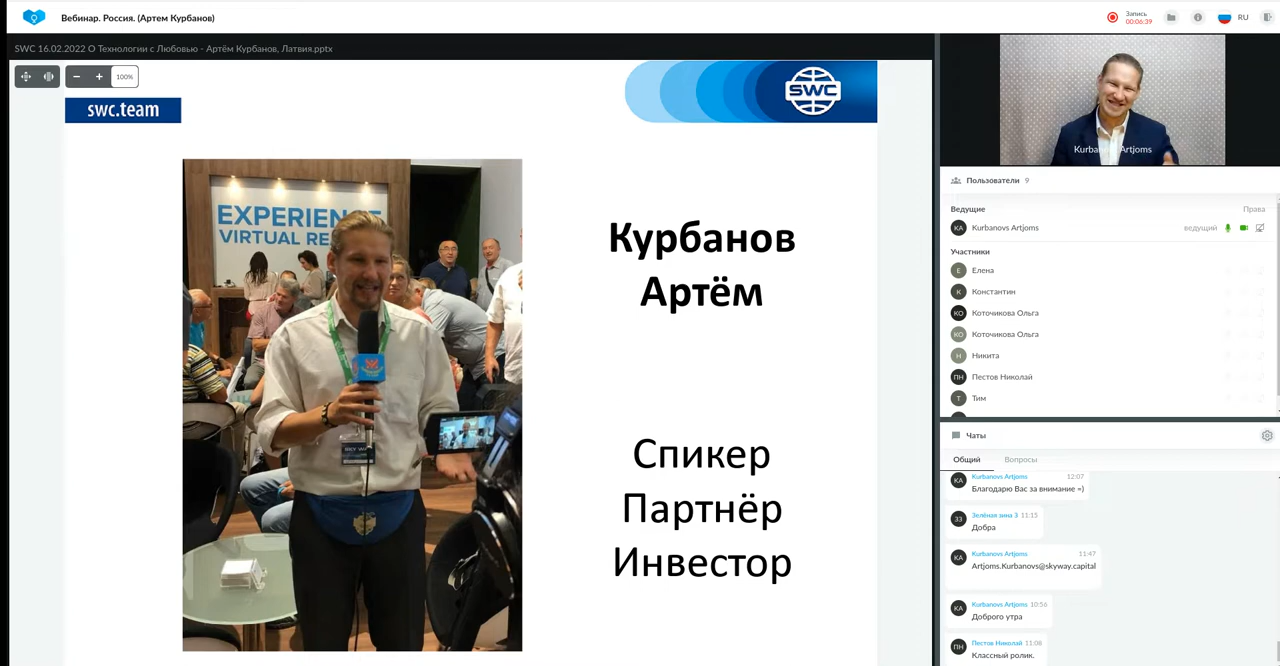 Вебинар. Россия. (Артем Курбанов)
Запись
00:06:39
RU
SWC 16.02.2022 О Технологии с Любовью - Артём Курбанов, Латвия.pptx
100%
swc.team
SWC
EXPERIENCE
VIRTUAL RE
SKY WAY
Курбанов
Артём
Спикер
Партнёр
Инвестор
Kurbanovs Artjoms
Пользователи 9
Ведущие
Права
KA
Kurbanovs Artjoms
ведущий
Участники
Е
Елена
К
Константин
КО
Коточикова Ольга
КО
Коточикова Ольга
Н
Никита
ПН
Пестов Николай
Т
Тим
Чаты
Общий
Вопросы
KA
Kurbanovs Artjoms 12:07
Благодарю Вас за внимание =)
ЗЗ
Зелёная зина З 11:15
Добра
KA
Kurbanovs Artjoms 11:47
Artjoms.Kurbanovs@skyway.capital
KA
Kurbanovs Artjoms 10:56
Доброго утра
ПН
Пестов Николай 11:08
Классный ролик.